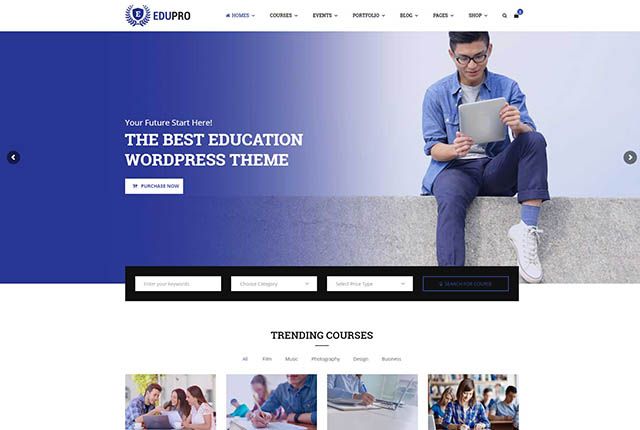 E EDUPRO
HOMES COURSES EVENTS PORTFOLIO BLOG PAGES SHOP 0
Your Future Start Here!
THE BEST EDUCATION
WORDPRESS THEME
PURCHASE NOW
Enter your keywords Choose Category Select Price Type SEARCH FOR COURSE
TRENDING COURSES
All Film Music Photography Design Business